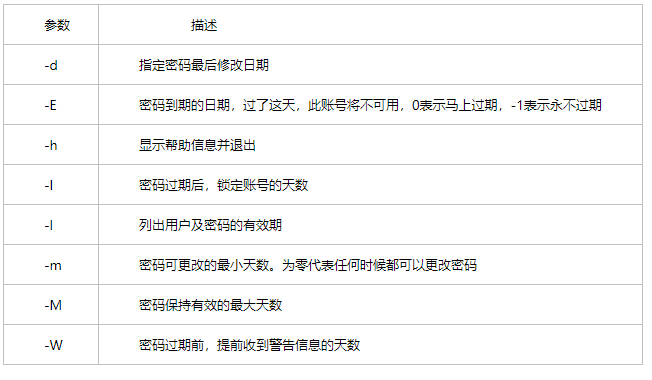 参数 描述
-d 指定密码最后修改日期
-E 密码到期的日期，过了这天，此账号将不可用，0表示马上过期，-1表示永不过期
-h 显示帮助信息并退出
-I 密码过期后，锁定账号的天数
-l 列出用户及密码的有效期
-m 密码可更改的最小天数。为零代表任何时候都可以更改密码
-M 密码保持有效的最大天数
-W 密码过期前，提前收到警告信息的天数